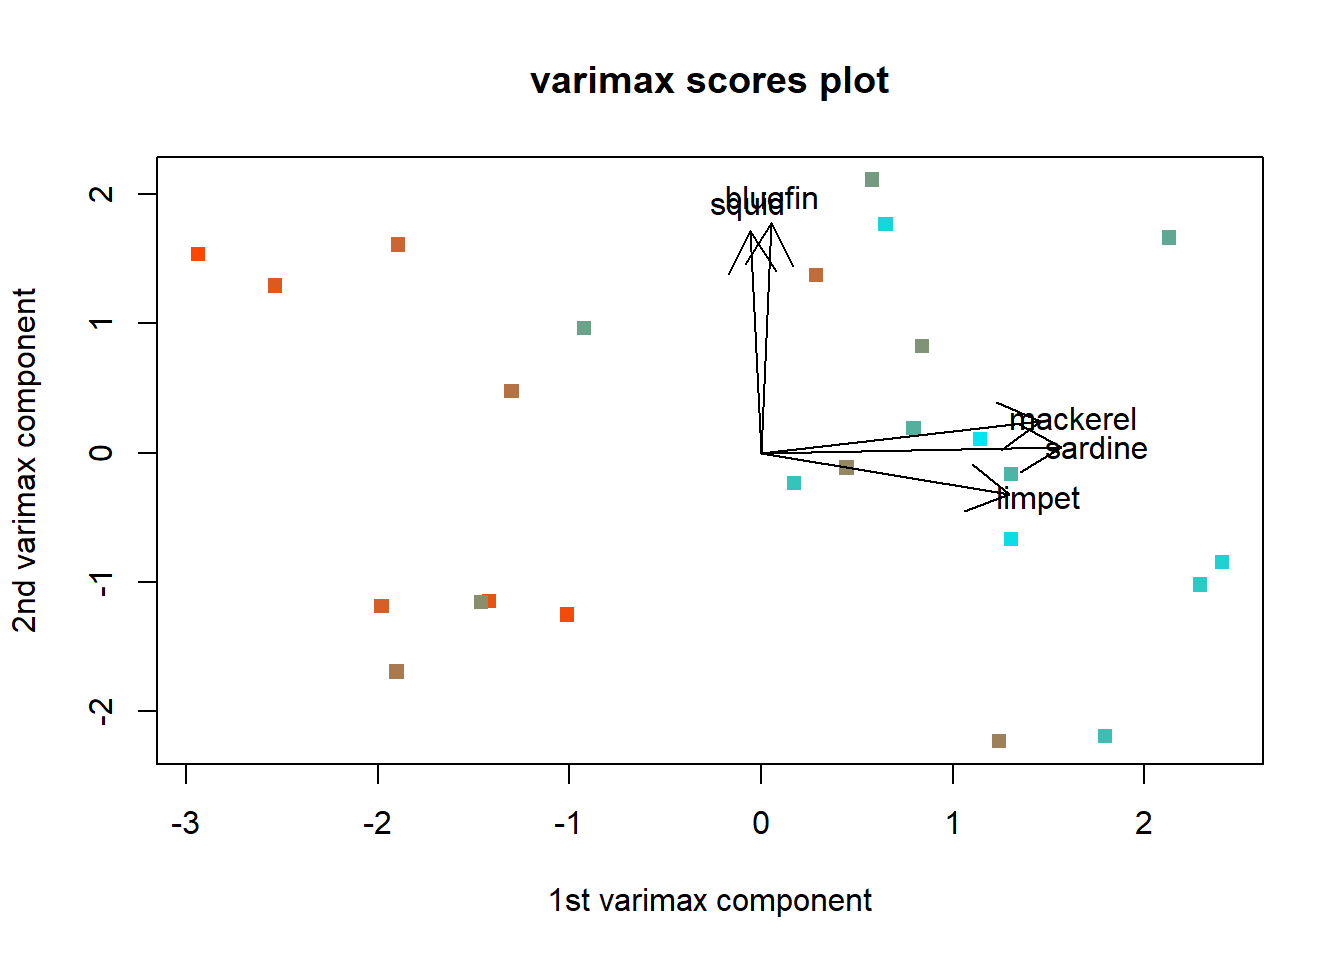 varimax scores plot
2nd varimax component
2
1
0
-1
-2
squid
bluefin
mackerel
sardine
limpet
-3 -2 -1 0 1 2
1st varimax component